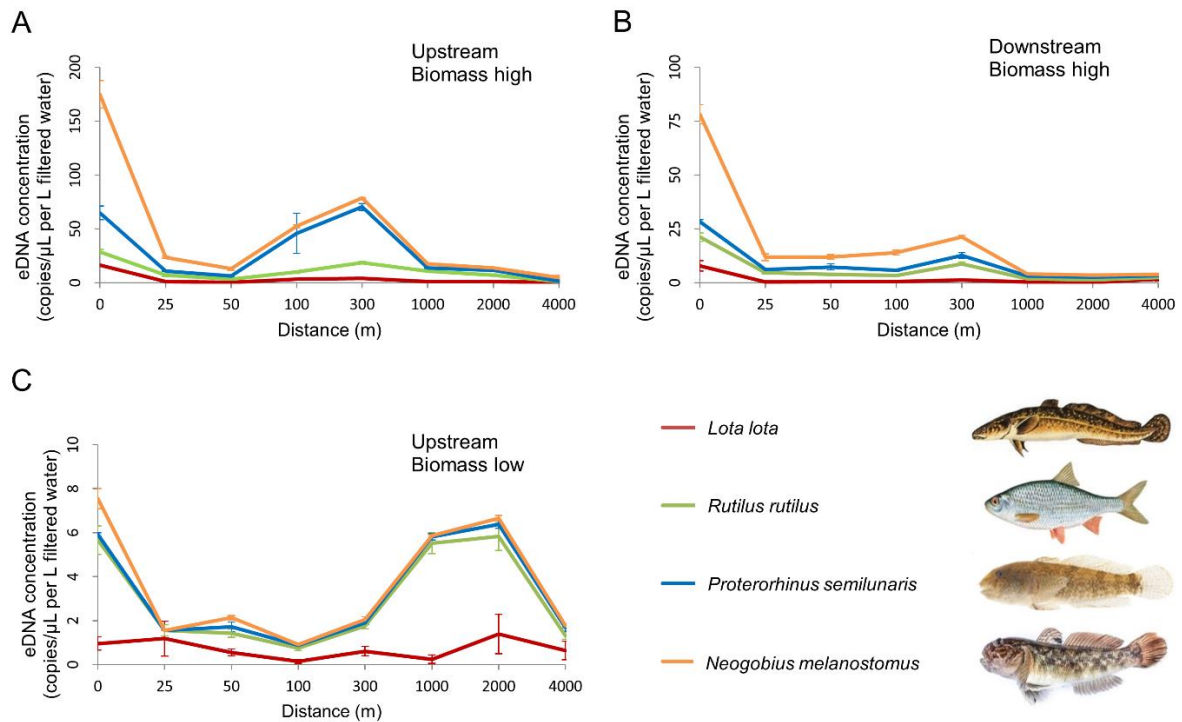 A
Upstream
Biomass high
eDNA concentration
(copies/µL per L filtered water)
200
150
100
50
0
0 25 50 100 300 1000 2000 4000
Distance (m)
B
Downstream
Biomass high
eDNA concentration
(copies/µL per L filtered water)
100
75
50
25
0
0 25 50 100 300 1000 2000 4000
Distance (m)
C
Upstream
Biomass low
eDNA concentration
(copies/µL per L filtered water)
10
8
6
4
2
0
0 25 50 100 300 1000 2000 4000
Distance (m)
Lota lota
Rutilus rutilus
Proterorhinus semilunaris
Neogobius melanostomus